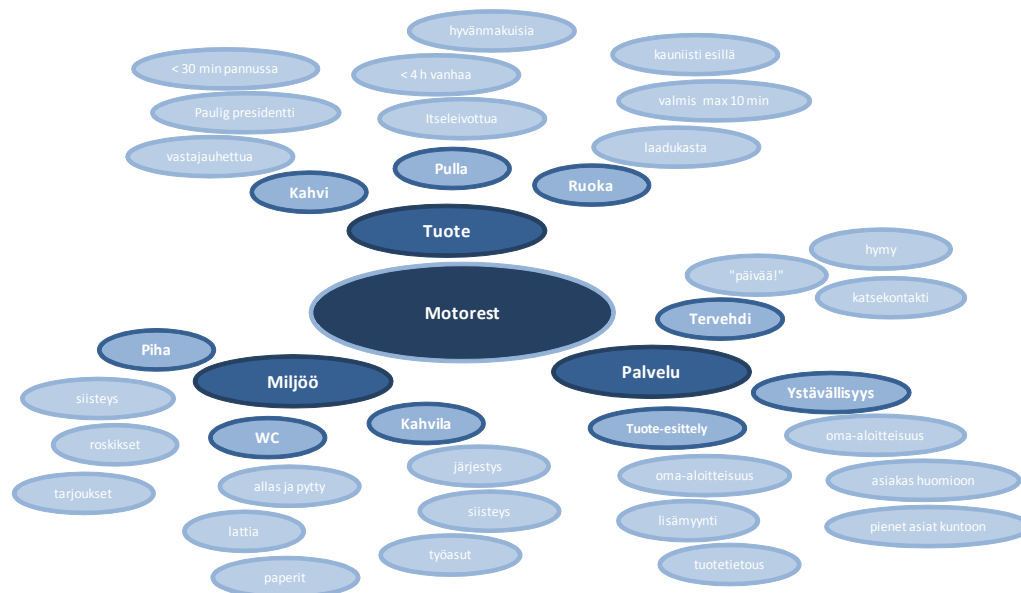 hyvänmakuisia
kauniisti esillä
< 30 min pannussa
< 4 h vanhaa
valmis max 10 min
Paulig presidentti
Itseleivottua
laadukasta
vastajauhettua
Pulla
Ruoka
Kahvi
Tuote
hymy
"päivää!"
katsekontakti
Motorest
Tervehdi
Piha
Miljöö
Palvelu
Ystävällisyys
siisteys
Kahvila
Tuote-esittely
oma-aloitteisuus
roskikset
WC
järjestys
oma-aloitteisuus
asiakas huomioon
tarjoukset
allas ja pytty
siisteys
lisämyynti
pienet asiat kuntoon
lattia
työasut
tuotetietous
paperit